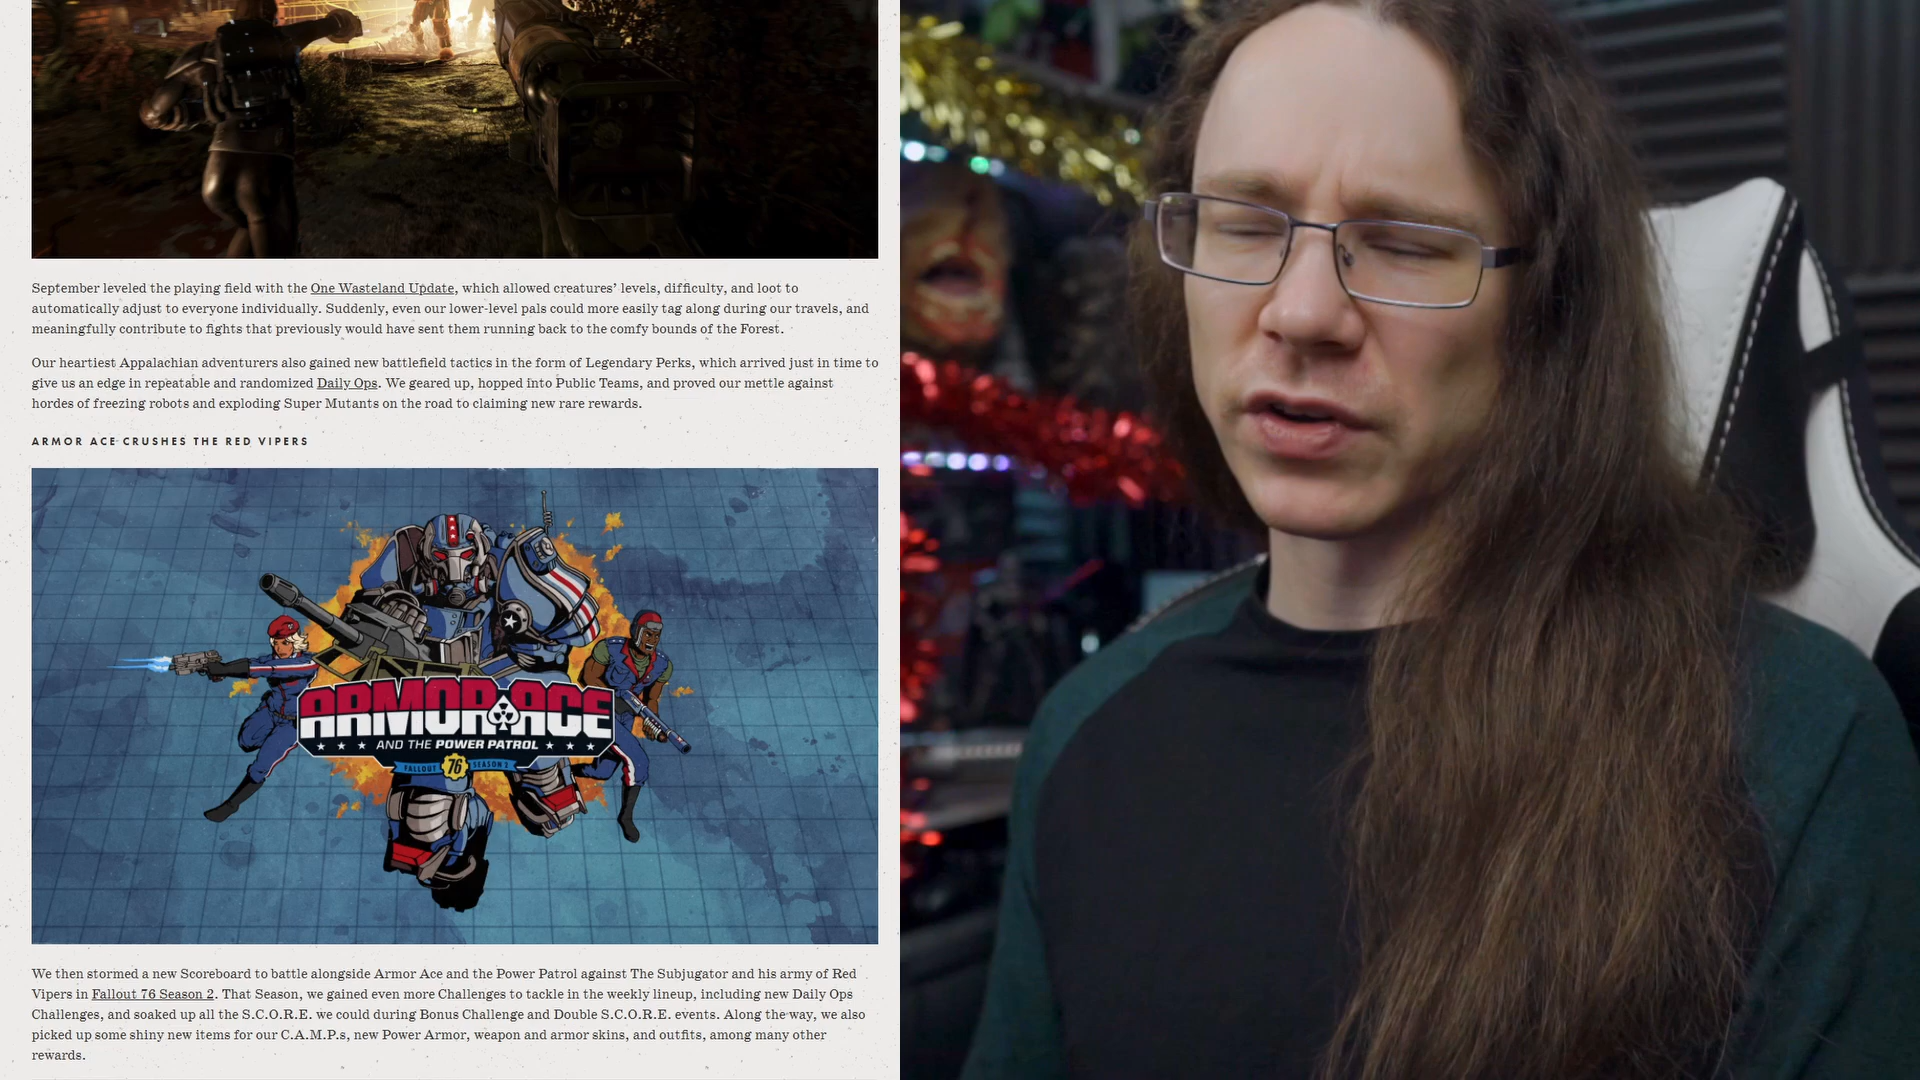 September leveled the playing field with the One Wasteland Update, which allowed creatures’ levels, difficulty, and loot to
automatically adjust to everyone individually. Suddenly, even our lower-level pals could more easily tag along during our travels, and
meaningfully contribute to fights that previously would have sent them running back to the comfy bounds of the Forest.
Our heartiest Appalachian adventurers also gained new battlefield tactics in the form of Legendary Perks, which arrived just in time to
give us an edge in repeatable and randomized Daily Ops. We geared up, hopped into Public Teams, and proved our mettle against
hordes of freezing robots and exploding Super Mutants on the road to claiming new rare rewards.
ARMOR ACE CRUSHES THE RED VIPERS
ARMOR ACE
AND THE POWER PATROL
FALLOUT 76 SEASON 2
We then stormed a new Scoreboard to battle alongside Armor Ace and the Power Patrol against The Subjugator and his army of Red
Vipers in Fallout 76 Season 2. That Season, we gained even more Challenges to tackle in the weekly lineup, including new Daily Ops
Challenges, and soaked up all the S.C.O.R.E. we could during Bonus Challenge and Double S.C.O.R.E. events. Along the way, we also
picked up some shiny new items for our C.A.M.P.s, new Power Armor, weapon and armor skins, and outfits, among many other
rewards.